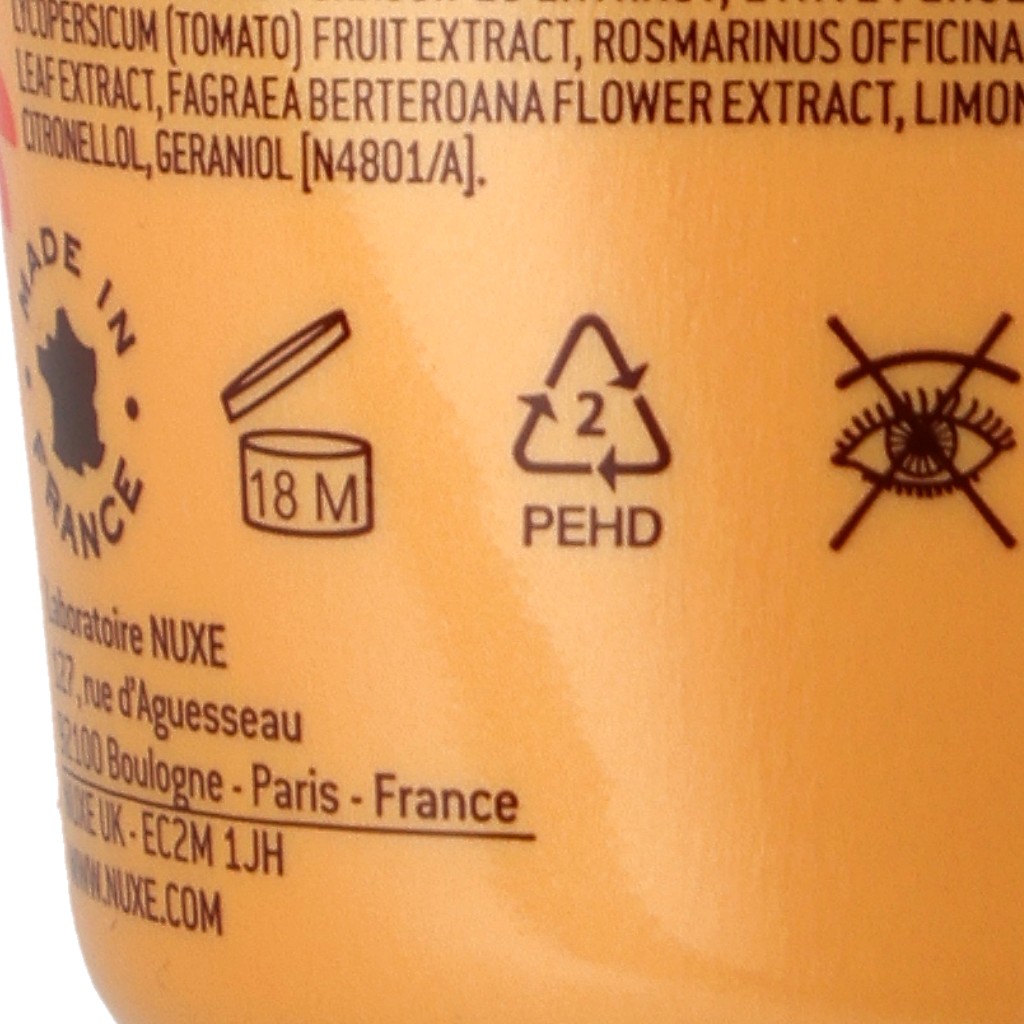 LYCOPERSICUM (TOMATO) FRUIT EXTRACT, ROSMARINUS OFFICINA
LEAF EXTRACT, FAGRAEA BERTEROANA FLOWER EXTRACT, LIMON
CITRONELLOL, GERANIOL [N4801/A].
MADE IN FRANCE
18 M
2
PEHD
Laboratoire NUXE
127, rue d'Aguesseau
92100 Boulogne - Paris - France
NUXE UK - EC2M 1JH
WWW.NUXE.COM